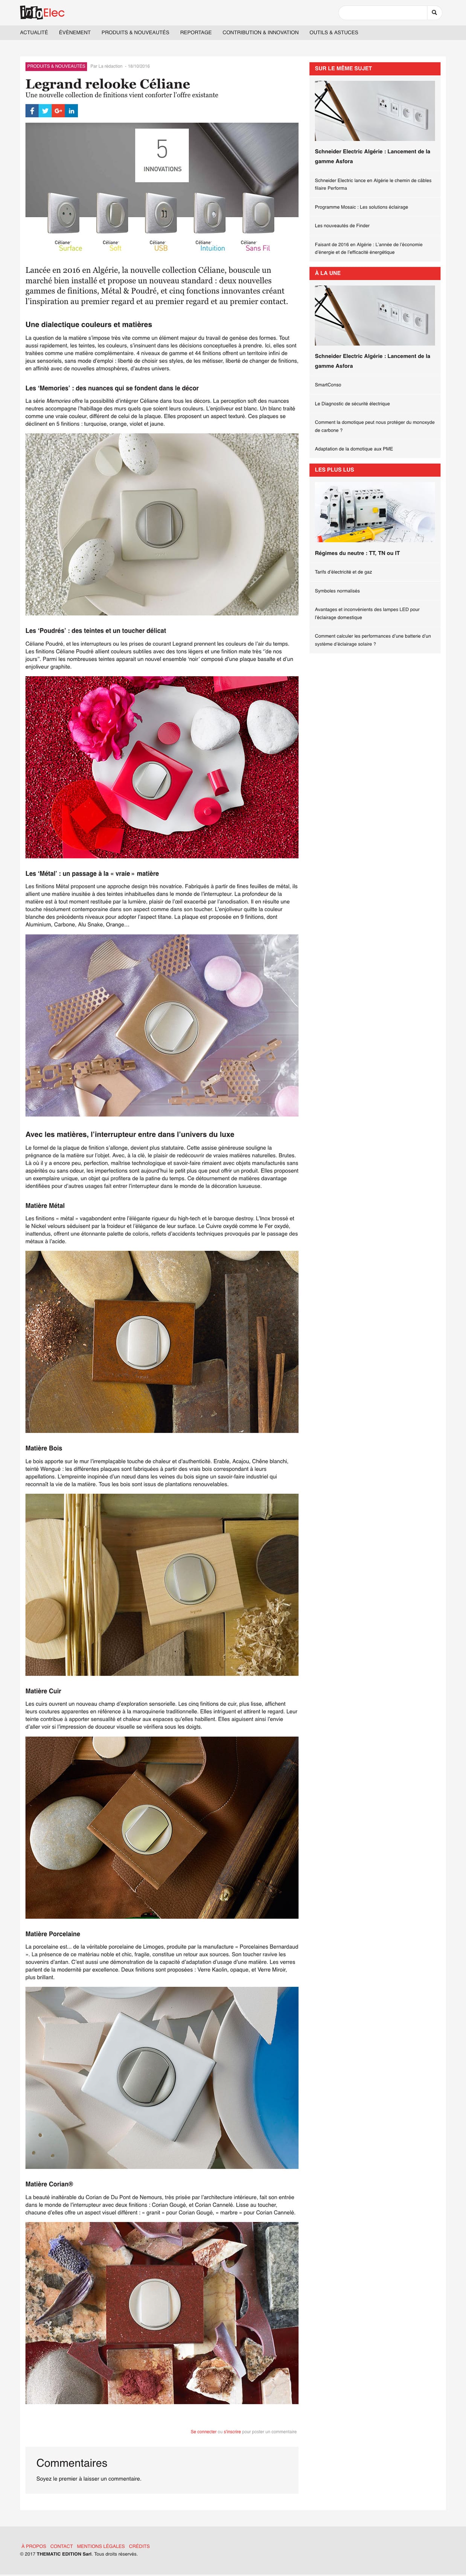 infoElec
ACTUALITÉ ÉVÉNEMENT PRODUITS & NOUVEAUTÉS REPORTAGE CONTRIBUTION & INNOVATION OUTILS & ASTUCES
PRODUITS & NOUVEAUTÉS Par La rédaction - 16/10/2016
Legrand relooke Céliane
Une nouvelle collection de finitions vient conforter l'offre existante
5
INNOVATIONS
Céliane Surface
Céliane Soft
Céliane USB
Céliane Intuition
Céliane Sans Fil
Lancée en 2016 en Algérie, la nouvelle collection Céliane, bouscule un
marché bien installé et propose un nouveau standard : deux nouvelles
gammes de finitions, Métal & Poudré, et cinq fonctions innovantes créant
l'inspiration au premier regard et au premier regard et au premier contact.
Une dialectique couleurs et matières
La question de la matière s'impose très vite comme un élément majeur du travail de genèse des formes. Tout
aussi rapidement, les teintes, les couleurs, s'insinuent dans les décisions conceptuelles à prendre. Ici, elles sont
traitées comme une matière complémentaire. 4 niveaux de gammes et 44 finitions offrent un territoire infini de
jeux sensoriels, sans mode d'emploi : liberté de choisir ses styles, de les métisser, liberté de changer de finitions,
en affinité avec de nouvelles atmosphères, d'autres univers.
Les 'Memories' : des nuances qui se fondent dans le décor
La série Memories offre la possibilité d'intégrer Céliane dans tous les décors. La perception soft des nuances
neutres accompagne l'habillage des murs quels que soient leurs couleurs. L'enjoliveur est blanc. Un blanc traité
comme une vraie couleur, différent de celui de la plaque. Elles proposent un aspect texturé. Ces plaques se
déclinent en 5 finitions : turquoise, orange, violet et jaune.
Les 'Poudrés' : des teintes et un toucher délicat
Céliane Poudré, et les interrupteurs ou les prises de courant Legrand prennent les couleurs de l'air du temps.
Les finitions Céliane Poudré allient couleurs subtiles avec des tons légers et une finition mate très "ile de nos
jours". Parmi les nombreuses teintes apparait un nouvel ensemble 'noir' composé d'une plaque basalte et d'un
enjoliveur graphite.
Les 'Métal' : un passage à la « vraie » matière
Les finitions Métal proposent une approche design très novatrice. Fabriquées à partir de fines feuilles de métal, ils
allient une matière inusitée à des teintes inhabituelles dans le monde de l'interrupteur. La profondeur de la
matière est à tout moment restituée par la lumière, plaisir de l'œil exacerbé par l'anodisation. Il en résulte une
touche résolument contemporaine dans son aspect comme dans son toucher. L'enjoliveur quitte la couleur
blanche des précédents niveaux pour adopter l'aspect titane. La plaque est proposée en 9 finitions, dont
Aluminium, Carbone, Alu Snake, Orange…
Avec les matières, l'interrupteur entre dans l'univers du luxe
Le format de la plaque de finition s'allonge, devient plus statutaire. Cette assise généreuse souligne la
prégnance de la matière sur l'objet. Avec, à la clé, le plaisir de découvrir de vraies matières naturelles. Brutes.
Là où il y a encore peu, perfection, maîtrise technologique et savoir-faire rimaient avec objets manufacturés sans
aspérités ou sans odeur, les imperfections sont aujourd'hui le petit plus que peut offrir un produit. Elles proposent
un exemplaire unique, un objet qui profitera de la patine du temps. Ce détournement de matières davantage
identifiées pour d'autres usages fait entrer l'interrupteur dans le monde de la décoration luxueuse.
Matière Métal
Les finitions « métal » vagabondent entre l'élégante rigueur du high-tech et le baroque destroy. L'Inox brossé et
le Nickel velours séduisent par la froideur et l'élégance de leur surface. Le Cuivre oxydé comme le Fer oxydé,
inattendus, offrent une étonnante palette de coloris, reflets d'accidents techniques provoqués par le passage des
métaux à l'acide.
Matière Bois
Le bois apporte sur le mur l'irremplaçable touche de chaleur et d'authenticité. Erable, Acajou, Chêne blanchi,
teinté Wengué : les différentes plaques sont fabriquées à partir des vrais bois correspondant à leurs
appellations. L'empreinte inopinée d'un nœud dans les veines du bois signe un savoir-faire industriel qui
reconnaît la vie de la matière. Tous les bois sont issus de plantations renouvelables.
Matière Cuir
Les cuirs ouvrent un nouveau champ d'exploration sensorielle. Les cinq finitions de cuir, plus lisse, affichent
leurs coutures apparentes en référence à la maroquinerie traditionnelle. Elles intriguent et attirent le regard. Leur
teinte contribue à apporter sensualité et chaleur aux espaces qu'elles habillent. Elles aiguisent ainsi l'envie
d'aller voir si l'impression de douceur visuelle se vérifiera sous les doigts.
Matière Porcelaine
La porcelaine est... de la véritable porcelaine de Limoges, produite par la manufacture « Porcelaines Bernardaud
». La présence de ce matériau noble et chic, fragile, constitue un retour aux sources. Son toucher ravive les
souvenirs d'antan. C'est aussi une démonstration de la capacité d'adaptation d'usage d'une matière. Les verres
parlent de la modernité par excellence. Deux finitions sont proposées : Verre Kaolin, opaque, et Verre Miroir,
plus brillant.
Matière Corian®
La beauté inaltérable du Corian de Du Pont de Nemours, très prisée par l'architecture intérieure, fait son entrée
dans le monde de l'interrupteur avec deux finitions : Corian Gougé, et Corian Cannelé. Lisse au toucher,
chacune d'elles offre un aspect visuel différent : « granit » pour Corian Gougé, « marbre » pour Corian Cannelé.
Se connecter ou s'inscrire pour poster un commentaire
Commentaires
Soyez le premier à laisser un commentaire.
SUR LE MÊME SUJET
Schneider Electric Algérie : Lancement de la
gamme Asfora
Schneider Electric lance en Algérie le chemin de câbles
filaire Performa
Programme Mosaic : Les solutions éclairage
Les nouveautés de Finder
Faisant de 2016 en Algérie : L'année de l'économie
d'énergie et de l'efficacité énergétique
À LA UNE
Schneider Electric Algérie : Lancement de la
gamme Asfora
SmartConso
Le Diagnostic de sécurité électrique
Comment la domotique peut nous protéger du monoxyde
de carbone ?
Adaptation de la domotique aux PME
LES PLUS LUS
Régimes du neutre : TT, TN ou IT
Tarifs d'électricité et de gaz
Symboles normalisés
Avantages et inconvénients des lampes LED pour
l'éclairage domestique
Comment calculer les performances d'une batterie d'un
système d'éclairage solaire ?
À PROPOS CONTACT MENTIONS LÉGALES CRÉDITS
© 2017 THEMATIC EDITION Sarl. Tous droits réservés.